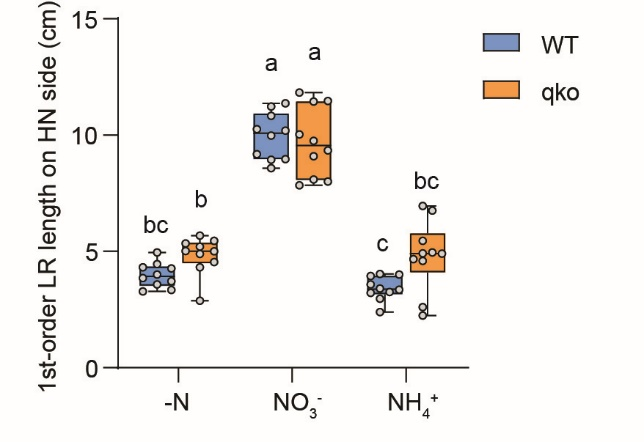 1st-order LR length on HN side (cm)
15
10
5
0
bc
b
a
a
c
bc
-N
NO₃⁻
NH₄⁺
WT
qko